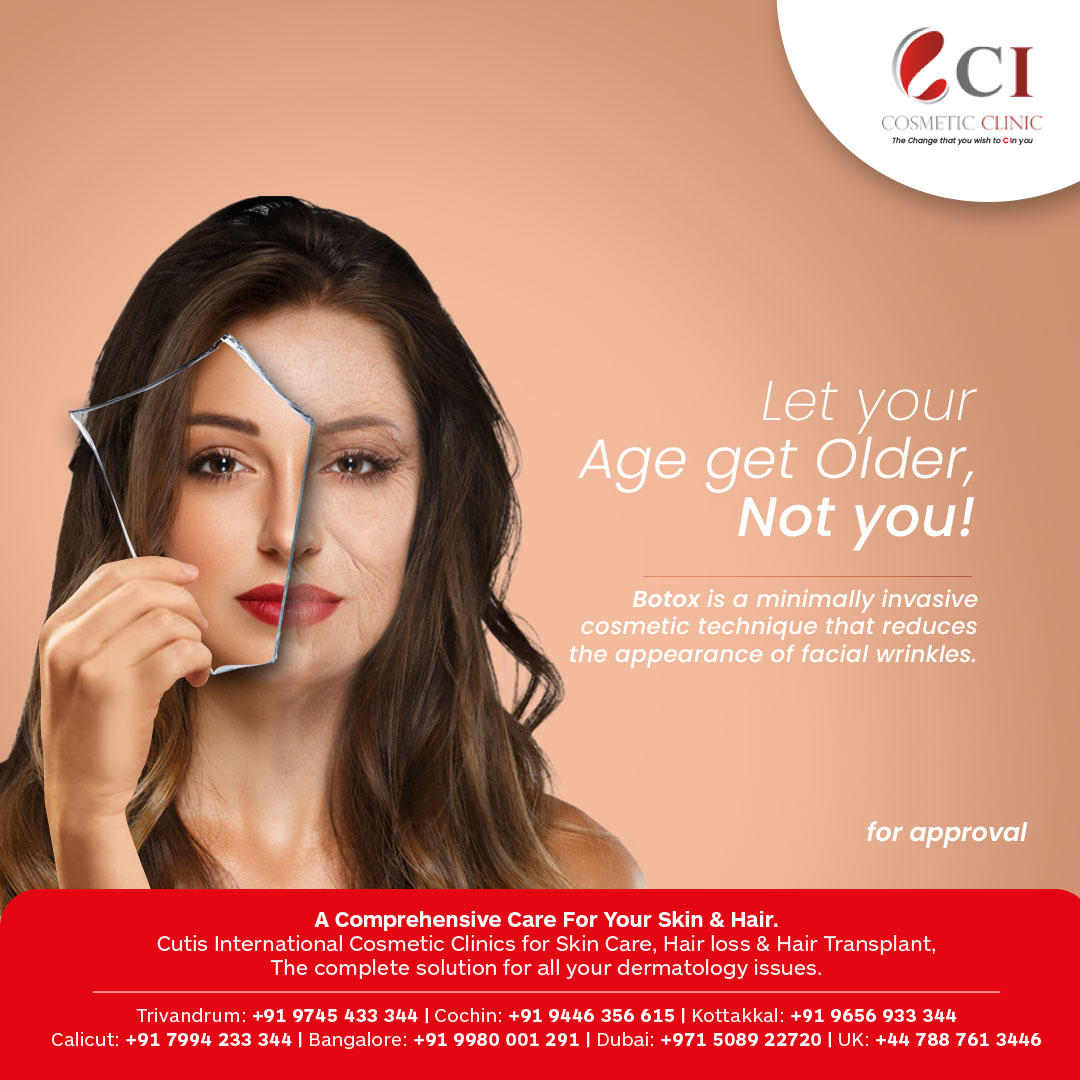 CI
COSMETIC CLINIC
The Change that you wish to CIn you
Let your
Age get Older,
Not you!
Botox is a minimally invasive
cosmetic technique that reduces
the appearance of facial wrinkles.
for approval
A Comprehensive Care For Your Skin & Hair.
Cutis International Cosmetic Clinics for Skin Care, Hair loss & Hair Transplant,
The complete solution for all your dermatology issues.
Trivandrum: +91 9745 433 344 | Cochin: +91 9446 356 615 | Kottakkal: +91 9656 933 344
Calicut: +91 7994 233 344 | Bangalore: +91 9980 001 291 | Dubai: +971 5089 22720 | UK: +44 788 761 3446